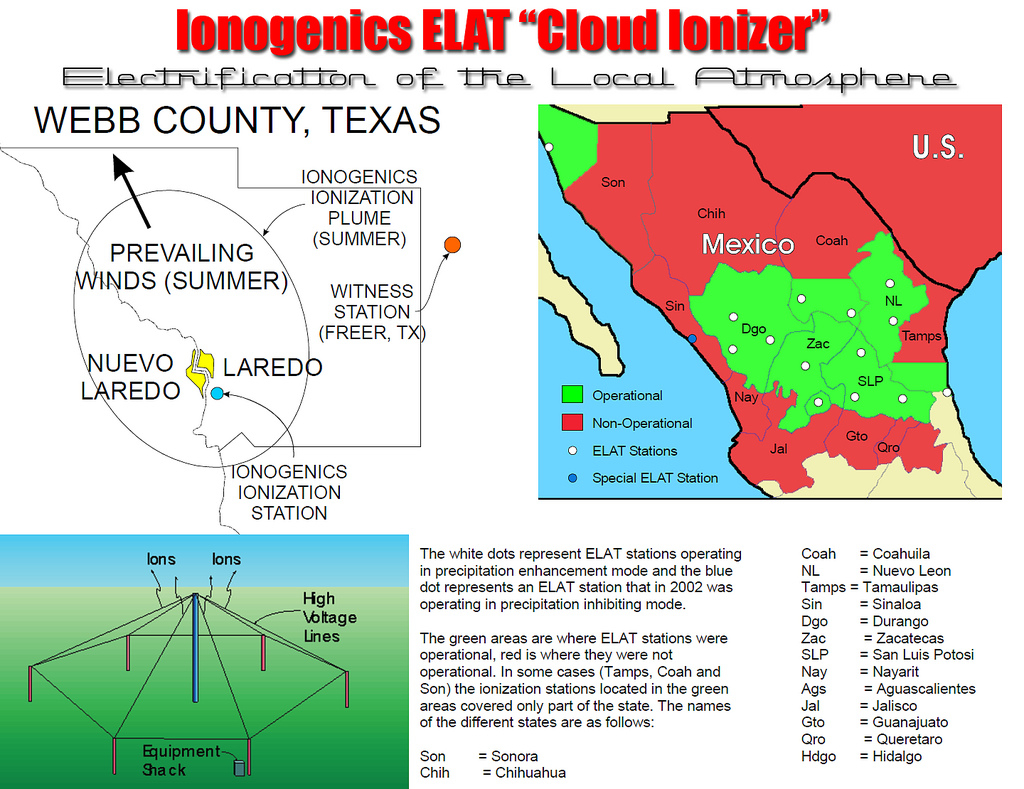 Ionogenics ELAT “Cloud Ionizer”
Electrification of the Local Atmosphere
WEBB COUNTY, TEXAS
IONOGENICS
IONIZATION
PLUME
(SUMMER)
PREVAILING
WINDS (SUMMER)
WITNESS
STATION
(FREER, TX)
NUEVO
LAREDO
LAREDO
IONOGENICS
IONIZATION
STATION
U.S.
Mexico
Son
Chih
Coah
Sin
NL
Dgo
Tamps
Zac
SLP
Nay
Gto
Jal
Qro
Operational
Non-Operational
ELAT Stations
Special ELAT Station
Ions Ions
High
Voltage
Lines
Equipment
Shack
The white dots represent ELAT stations operating
in precipitation enhancement mode and the blue
dot represents an ELAT station that in 2002 was
operating in precipitation inhibiting mode.
The green areas are where ELAT stations were
operational, red is where they were not
operational. In some cases (Tamps, Coah and
Son) the ionization stations located in the green
areas covered only part of the state. The names
of the different states are as follows:
Son = Sonora
Chih = Chihuahua
Coah = Coahuila
NL = Nuevo Leon
Tamps = Tamaulipas
Sin = Sinaloa
Dgo = Durango
Zac = Zacatecas
SLP = San Luis Potosi
Nay = Nayarit
Ags = Aguascalientes
Jal = Jalisco
Gto = Guanajuato
Qro = Queretaro
Hdgo = Hidalgo